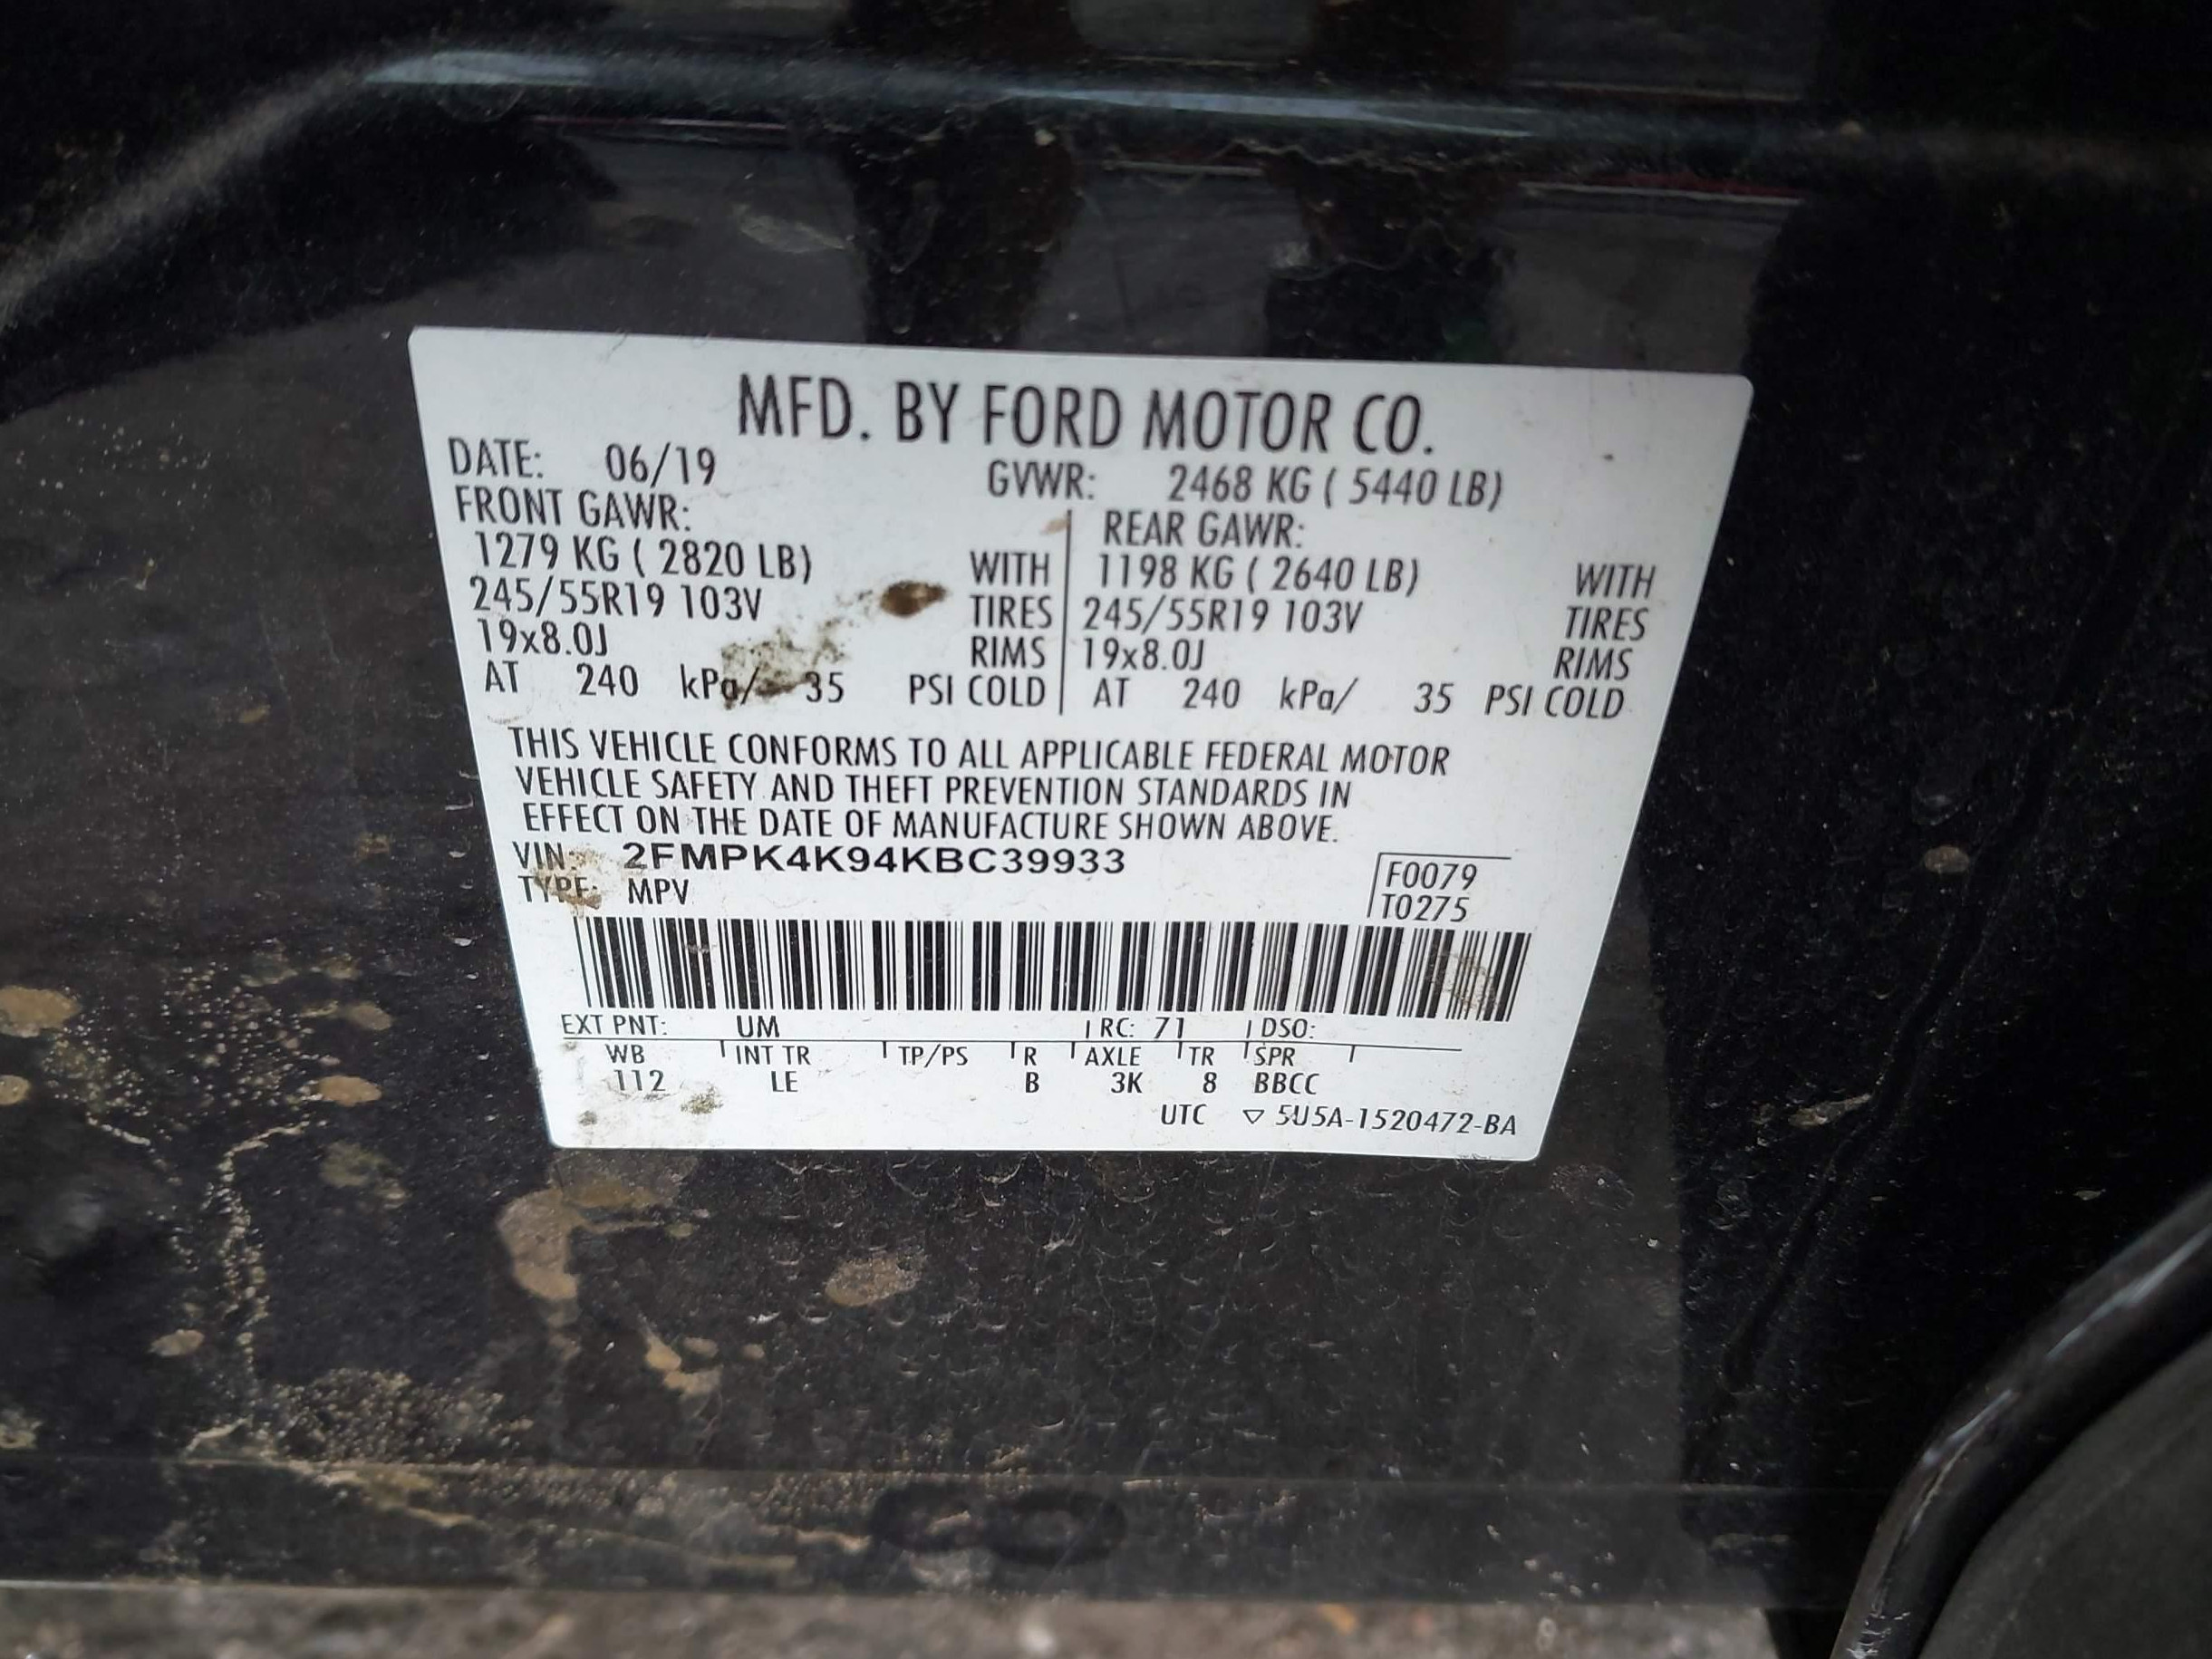 MFD. BY FORD MOTOR CO.
DATE: 06/19
GVWR: 2468 KG ( 5440 LB)
FRONT GAWR:
1279 KG ( 2820 LB) WITH
245/55R19 103V TIRES
19x8.0J RIMS
AT 240 kPa/ 35 PSI COLD
REAR GAWR:
1198 KG ( 2640 LB) WITH
245/55R19 103V TIRES
19x8.0J RIMS
AT 240 kPa/ 35 PSI COLD
THIS VEHICLE CONFORMS TO ALL APPLICABLE FEDERAL MOTOR
VEHICLE SAFETY AND THEFT PREVENTION STANDARDS IN
EFFECT ON THE DATE OF MANUFACTURE SHOWN ABOVE.
VIN: 2FMPK4K94KBC39933
TYPE: MPV
F0079
T0275
EXT PNT: UM RC: 71 DSO:
WB INT TR TP/PS R AXLE TR SPR
112 LE B 3K 8 BBCC
UTC ▽ 5U5A-1520472-BA